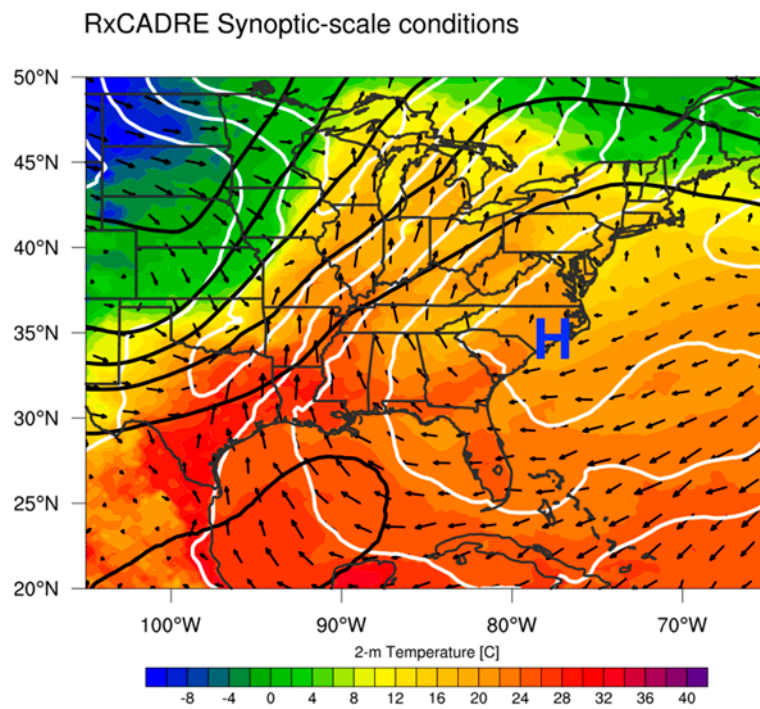 RxCADRE Synoptic-scale conditions
50°N
45°N
40°N
35°N
30°N
25°N
20°N
H
100°W 90°W 80°W 70°W
2-m Temperature [C]
-8 -4 0 4 8 12 16 20 24 28 32 36 40